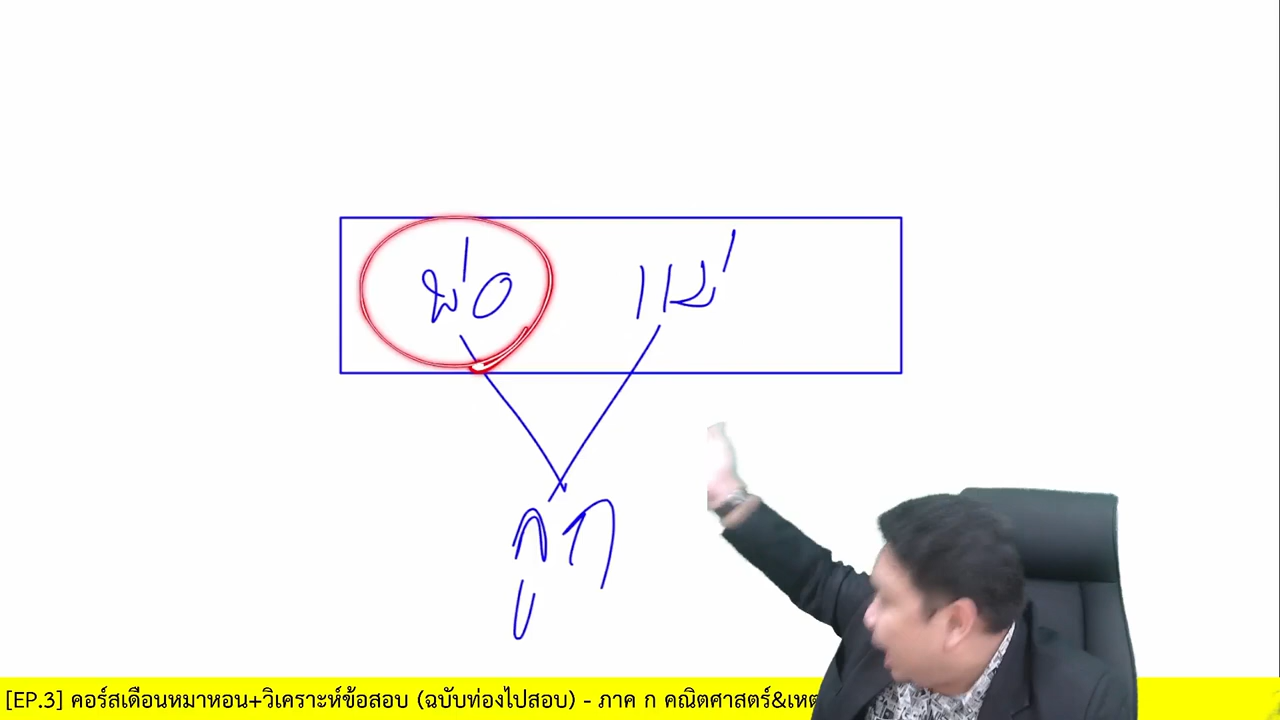 พ่อ แม่
ลูก
[EP.3] คอร์สเดือนหมาหอน+วิเคราะห์ข้อสอบ (ฉบับท่องไปสอบ) - ภาค ก คณิตศาสตร์&เหต